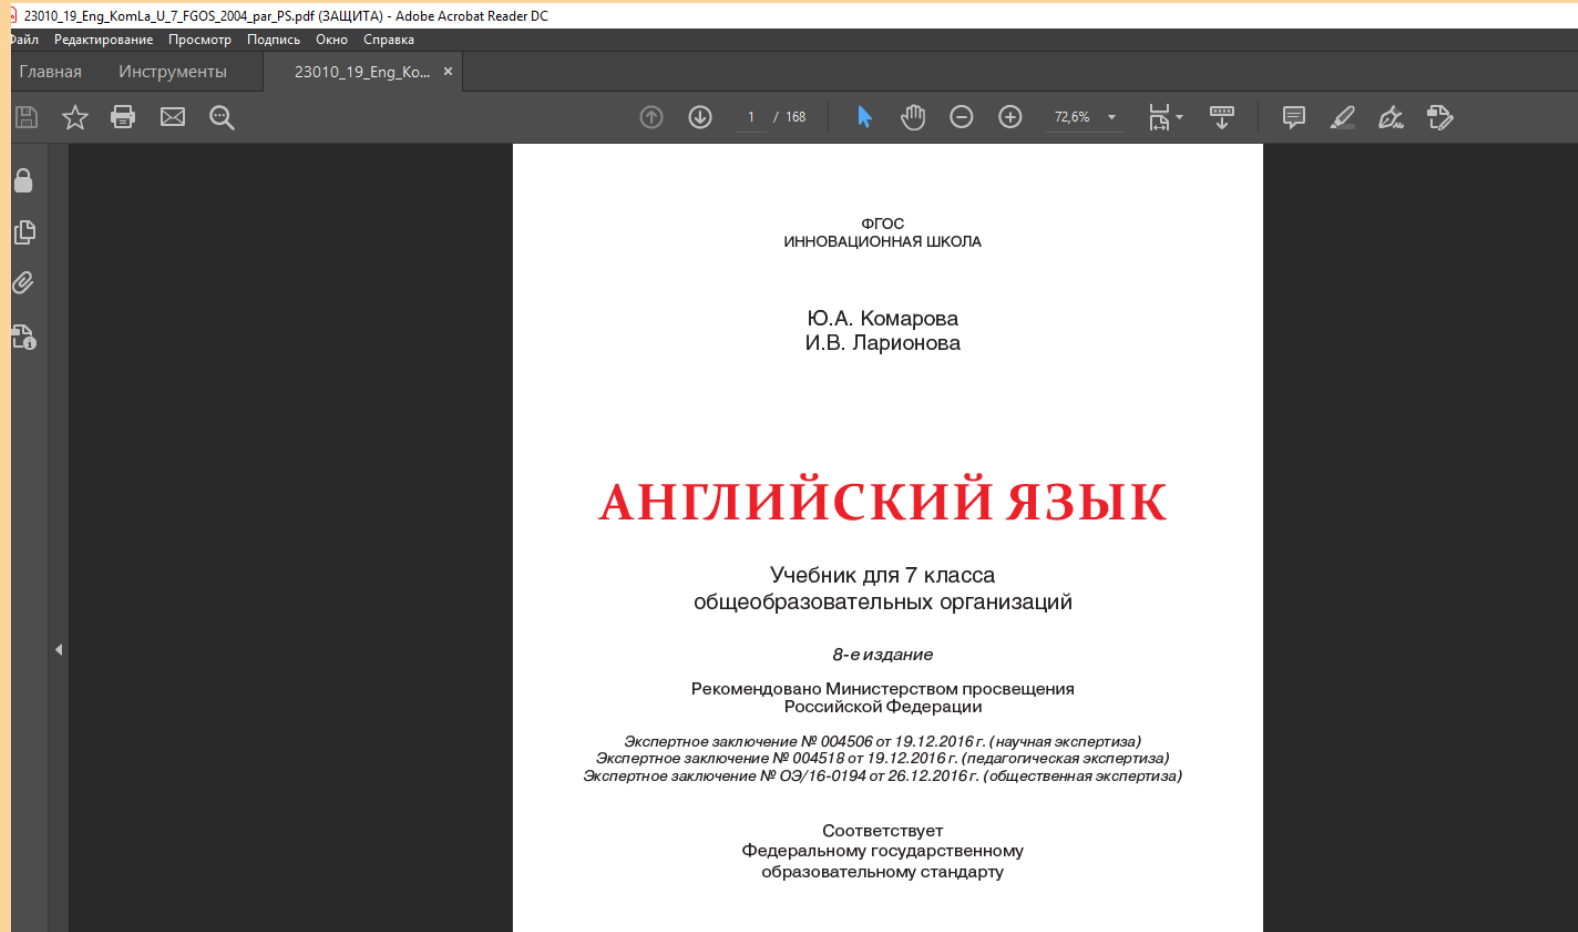 23010_19_Eng_KomLa_U_7_FGOS_2004_par_PS.pdf (ЗАЩИТА) - Adobe Acrobat Reader DC
Файл Редактирование Просмотр Подпись Окно Справка
Главная Инструменты 23010_19_Eng_Ko... ×
1 / 168 72,6%
ФГОС
ИННОВАЦИОННАЯ ШКОЛА
Ю.А. Комарова
И.В. Ларионова
АНГЛИЙСКИЙ ЯЗЫК
Учебник для 7 класса
общеобразовательных организаций
8-е издание
Рекомендовано Министерством просвещения
Российской Федерации
Экспертное заключение № 004506 от 19.12.2016 г. (научная экспертиза)
Экспертное заключение № 004518 от 19.12.2016 г. (педагогическая экспертиза)
Экспертное заключение № ОЭ/16-0194 от 26.12.2016 г. (общественная экспертиза)
Соответствует
Федеральному государственному
образовательному стандарту